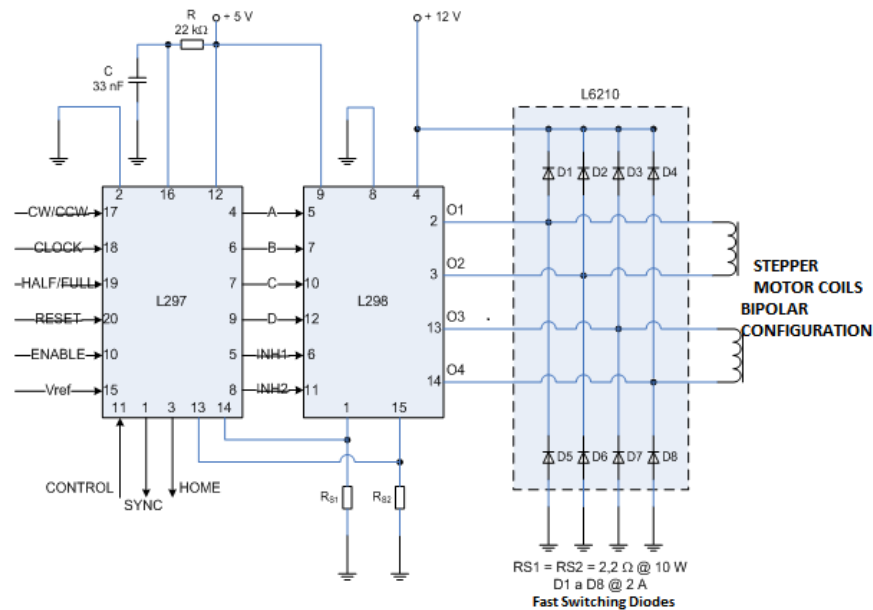 + 5 V
+ 12 V
R
22 kΩ
C
33 nF
L6210
2
16
12
9
8
4
D1
D2
D3
D4
CW/CCW
17
4
A
5
O1
2
CLOCK
18
6
B
7
O2
3
HALF/FULL
19
7
C
10
L297
L298
O3
13
RESET
20
9
D
12
ENABLE
10
5
INH1
6
O4
14
Vref
15
8
INH2
11
STEPPER
MOTOR COILS
BIPOLAR
CONFIGURATION
11
1
3
13
14
1
15
D5
D6
D7
D8
CONTROL
SYNC
HOME
RS1
RS2
RS1 = RS2 = 2,2 Ω @ 10 W
D1 a D8 @ 2 A
Fast Switching Diodes